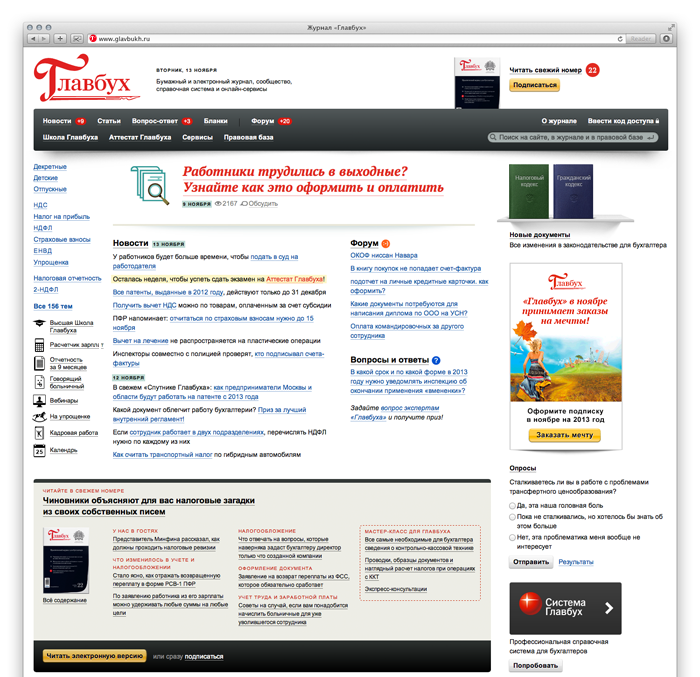 Журнал «Главбух»
www.glavbukh.ru
Reader
Главбух
ВТОРНИК, 13 НОЯБРЯ
Бумажный и электронный журнал, сообщество,
справочная система и онлайн-сервисы
Читать свежий номер 22
Подписаться
Новости +9 Статьи Вопрос-ответ +3 Бланки Форум +20 О журнале Ввести код доступа
Школа Главбуха Аттестат Главбуха Сервисы Правовая база Поиск на сайте, в журнале и в правовой базе
Декретные
Детские
Отпускные
НДС
Налог на прибыль
НДФЛ
Страховые взносы
ЕНВД
Упрощенка
Налоговая отчетность
2-НДФЛ
Все 156 тем
Высшая Школа
Главбуха
Расчетчик зарплат
Отчетность
за 9 месяцев
Говорящий
больничный
Вебинары
На упрощенке
Кадровая работа
25 Календрь
Работники трудились в выходные?
Узнайте как это оформить и оплатить
9 НОЯБРЯ 2167 Обсудить
Новости 13 НОЯБРЯ
У работников будет больше времени, чтобы подать в суд на
работодателя
Осталась неделя, чтобы успеть сдать экзамен на Аттестат Главбуха!
Все патенты, выданные в 2012 году, действуют только до 31 декабря
Получить вычет НДС можно по товарам, оплаченным за счет субсидии
ПФР напоминает: отчитаться по страховым взносам нужно до 15
ноября
Вычет на лечение не распространяется на пластические операции
Инспекторы совместно с полицией проверят, кто подписывал счета-
фактуры
12 НОЯБРЯ
В свежем «Спутнике Главбуха»: как предприниматели Москвы и
области будут работать на патенте с 2013 года
Какой документ облегчит работу бухгалтерии? Приз за лучший
внутренний регламент!
Если сотрудник работает в двух подразделениях, перечислять НДФЛ
нужно по каждому из них
Как считать транспортный налог по гибридным автомобилям
Форум
ОКОФ ниссан Навара
В книгу покупок не попадает счет-фактура
подотчет на личные кредитные карточки. как
оформить?
Какие документы потребуются для
написания диплома по ООО на УСН?
Оплата командировочных за другого
сотрудника
Вопросы и ответы ?
В какой срок и по какой форме в 2013
году нужно уведомлять инспекцию об
окончании применения «вмененки»?
Задайте вопрос экспертам
«Главбуха» и получите приз!
Налоговый
кодекс
Гражданский
кодекс
Новые документы
Все изменения в законодательстве для бухгалтера
Главбух
«Главбух» в ноябре
принимает заказы
на мечты!
Оформите подписку
в ноябре на 2013 год
Заказать мечту
Опросы
Сталкиваетесь ли вы в работе с проблемами
трансфертного ценообразования?
Да, эта наша головная боль
Пока не сталкивались, но хотелось бы знать об
этом больше
Нет, эта проблематика меня вообще не
интересует
Отправить Результаты
Система
Главбух
Профессиональная справочная
система для бухгалтеров
Попробовать
ЧИТАЙТЕ В СВЕЖЕМ НОМЕРЕ
Чиновники объясняют для вас налоговые загадки
из своих собственных писем
Главбух
22
Всё содержание
У НАС В ГОСТЯХ
Представитель Минфина рассказал, как
должны проходить налоговые ревизии
ЧТО ИЗМЕНИЛОСЬ В УЧЕТЕ И
НАЛОГООБЛОЖЕНИИ
Стало ясно, как отражать возвращенную
переплату в форме РСВ-1 ПФР
По заявлению работника из его зарплаты
можно удерживать любые суммы на любые
цели
НАЛОГООБЛОЖЕНИЕ
Что отвечать на вопросы, которые
наверняка задаст бухгалтеру директор
только что созданной компании
ОФОРМЛЕНИЕ ДОКУМЕНТА
Заявление на возврат переплаты из ФСС,
которое обязательно сработает
УЧЕТ ТРУДА И ЗАРАБОТНОЙ ПЛАТЫ
Советы на случай, если вам понадобится
начислить больничные для уже
уволившегося сотрудника
МАСТЕР-КЛАСС ДЛЯ ГЛАВБУХА
Все самые необходимые для бухгалтера
сведения о контрольно-кассовой технике
Проводки, образцы документов и
наглядный расчет налогов при операциях
с ККТ
Экспресс-консультации
Читать электронную версию или сразу подписаться